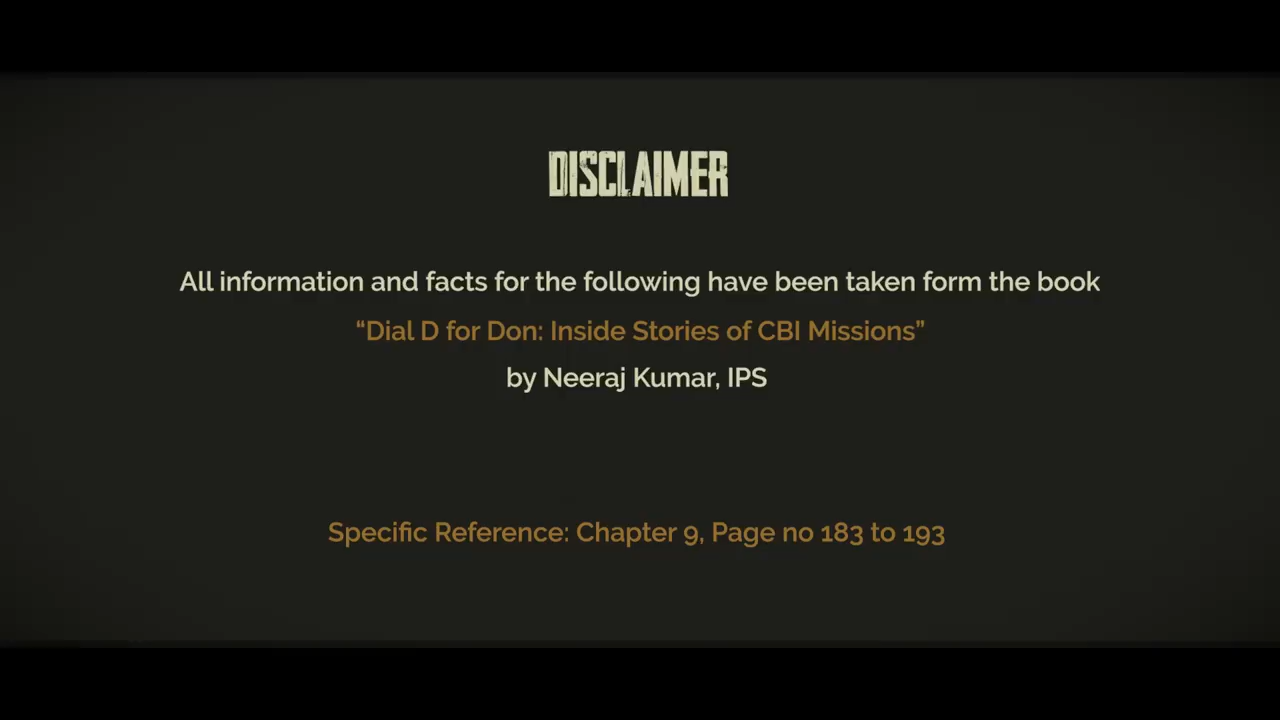 DISCLAIMER
All information and facts for the following have been taken form the book
“Dial D for Don: Inside Stories of CBI Missions”
by Neeraj Kumar, IPS
Specific Reference: Chapter 9, Page no 183 to 193